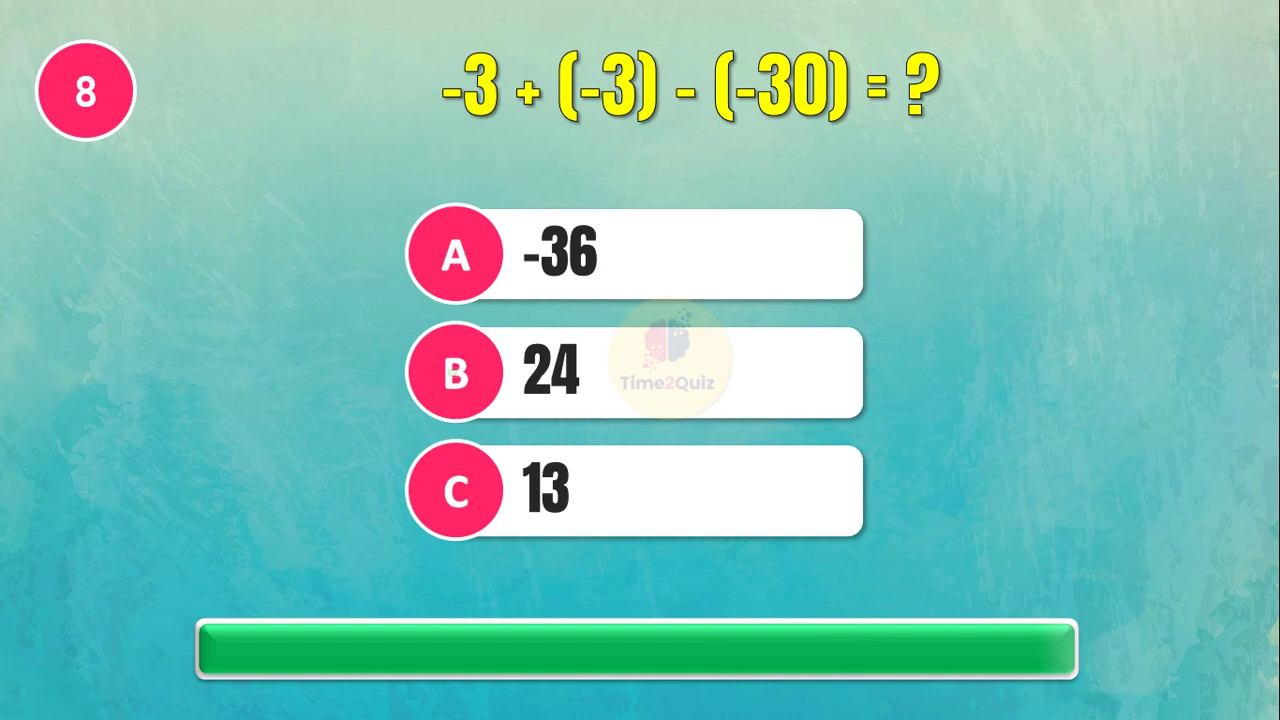 8
-3 + (-3) - (-30) = ?
A -36
B 24
Time2Quiz
C 13